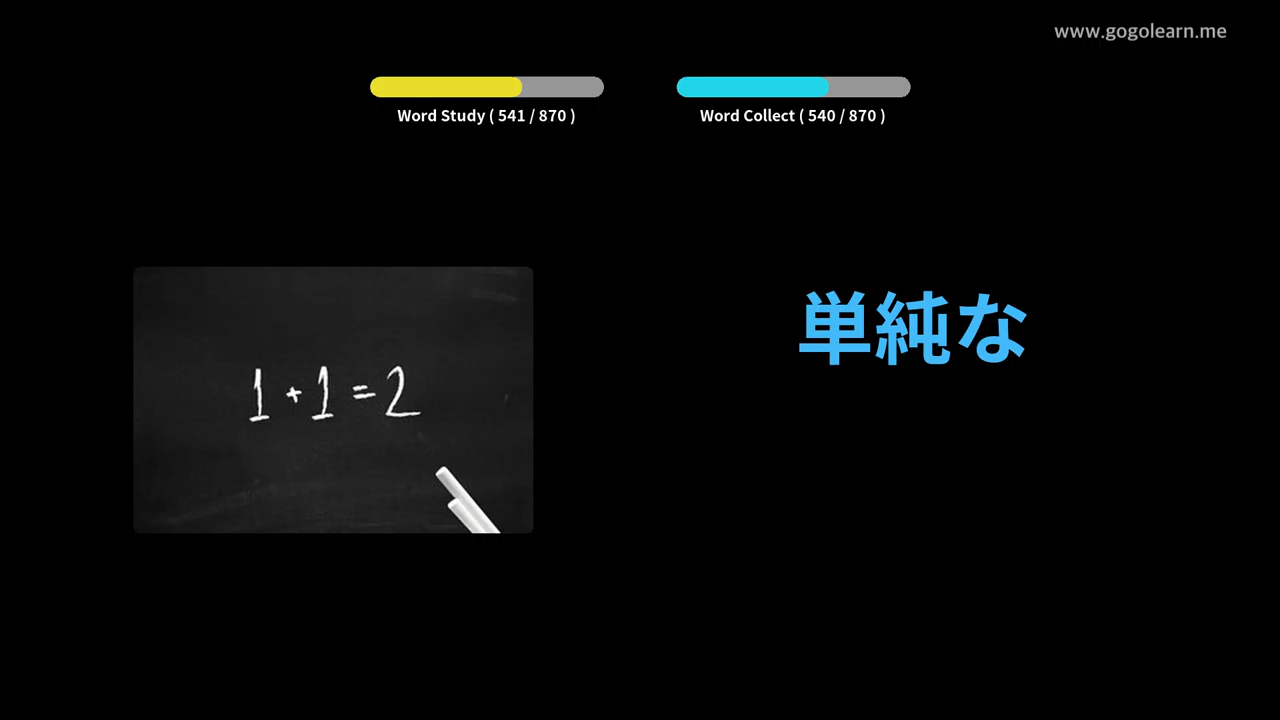 www.gogolearn.me
Word Study ( 541 / 870 )
Word Collect ( 540 / 870 )
単純な
1 + 1 = 2